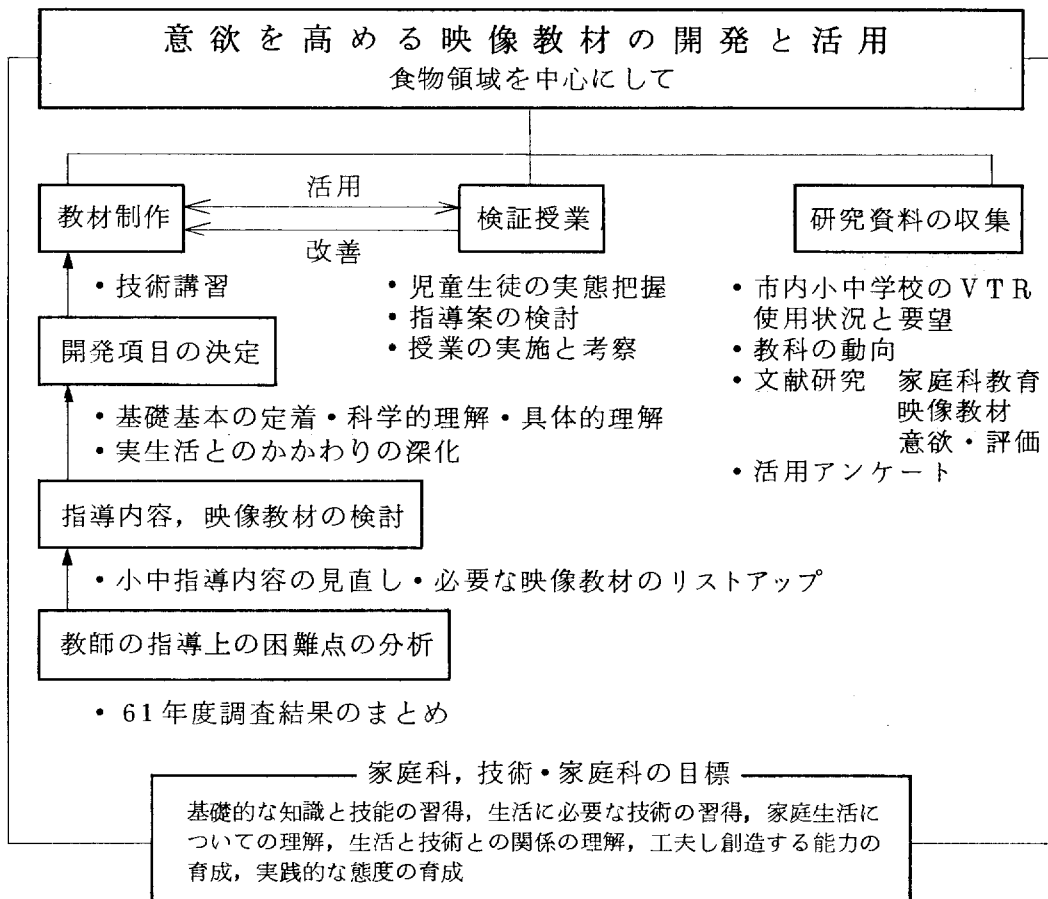 意欲を高める映像教材の開発と活用
食物領域を中心にして
教材制作
活用
改善
検証授業
研究資料の収集
・技術講習
・児童生徒の実態把握
・指導案の検討
・授業の実施と考察
・市内小中学校のVTR
使用状況と要望
・教科の動向
・文献研究 家庭科教育
映像教材
意欲・評価
・活用アンケート
開発項目の決定
・基礎基本の定着・科学的理解・具体的理解
・実生活とのかかわりの深化
指導内容，映像教材の検討
・小中指導内容の見直し・必要な映像教材のリストアップ
教師の指導上の困難点の分析
・61年度調査結果のまとめ
家庭科，技術・家庭科の目標
基礎的な知識と技能の習得，生活に必要な技術の習得，家庭生活に
ついての理解，生活と技術との関係の理解，工夫し創造する能力の
育成，実践的な態度の育成